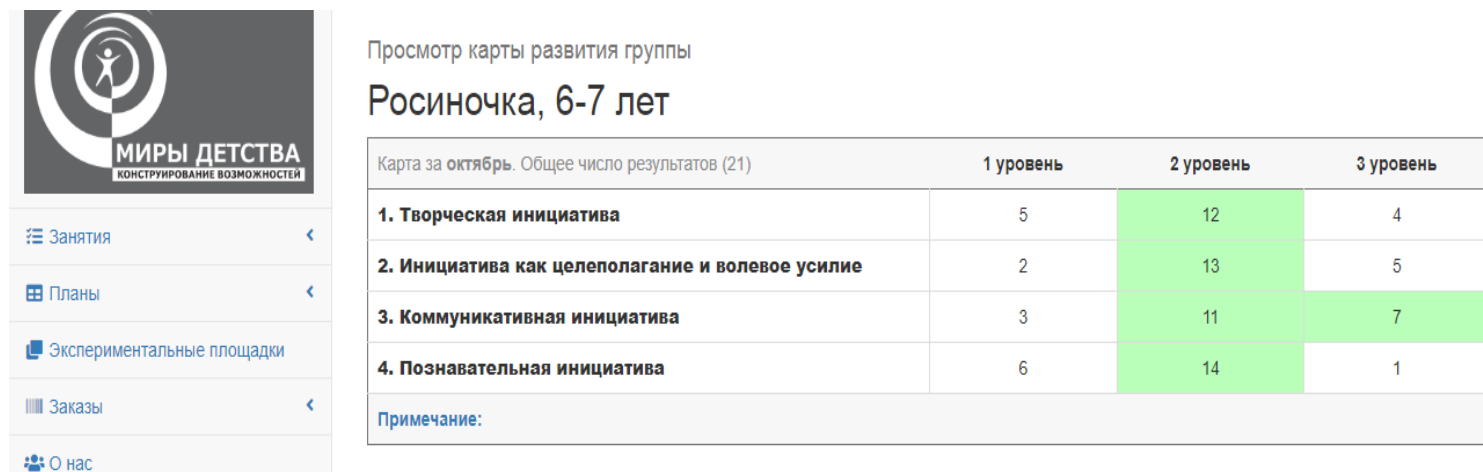 МИРЫ ДЕТСТВА
КОНСТРУИРОВАНИЕ ВОЗМОЖНОСТЕЙ
Занятия
Планы
Экспериментальные площадки
Заказы
О нас
Просмотр карты развития группы
Росиночка, 6-7 лет
Карта за октябрь. Общее число результатов (21) 1 уровень 2 уровень 3 уровень
1. Творческая инициатива 5 12 4
2. Инициатива как целеполагание и волевое усилие 2 13 5
3. Коммуникативная инициатива 3 11 7
4. Познавательная инициатива 6 14 1
Примечание: